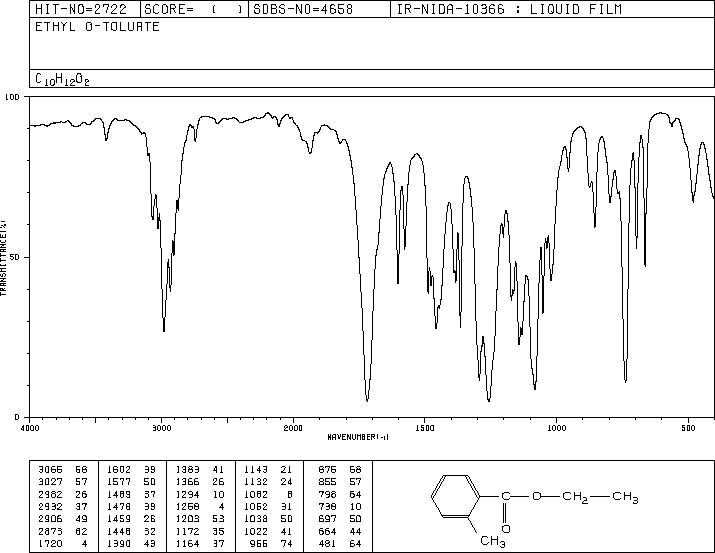 HIT-NO=2722 SCORE= ( ) SDBS-NO=4658 IR-NIDA-10366 : LIQUID FILM
ETHYL O-TOLUATE
C10H12O2
100
TRANSMITTANCE(%)
50
0
4000 3000 2000 1500 1000 500
WAVENUMBER(-1)
3065 68 1602 39 1383 41 1143 21 875 68
3027 57 1577 50 1366 26 1132 24 855 57
2982 26 1489 37 1294 10 1082 8 798 64
2932 37 1478 39 1258 4 1052 31 738 10
2906 49 1459 26 1203 53 1038 50 697 50
2873 62 1448 32 1172 35 1022 41 664 44
1720 4 1390 43 1164 37 955 74 481 64
C O CH2 CH3
O
CH3